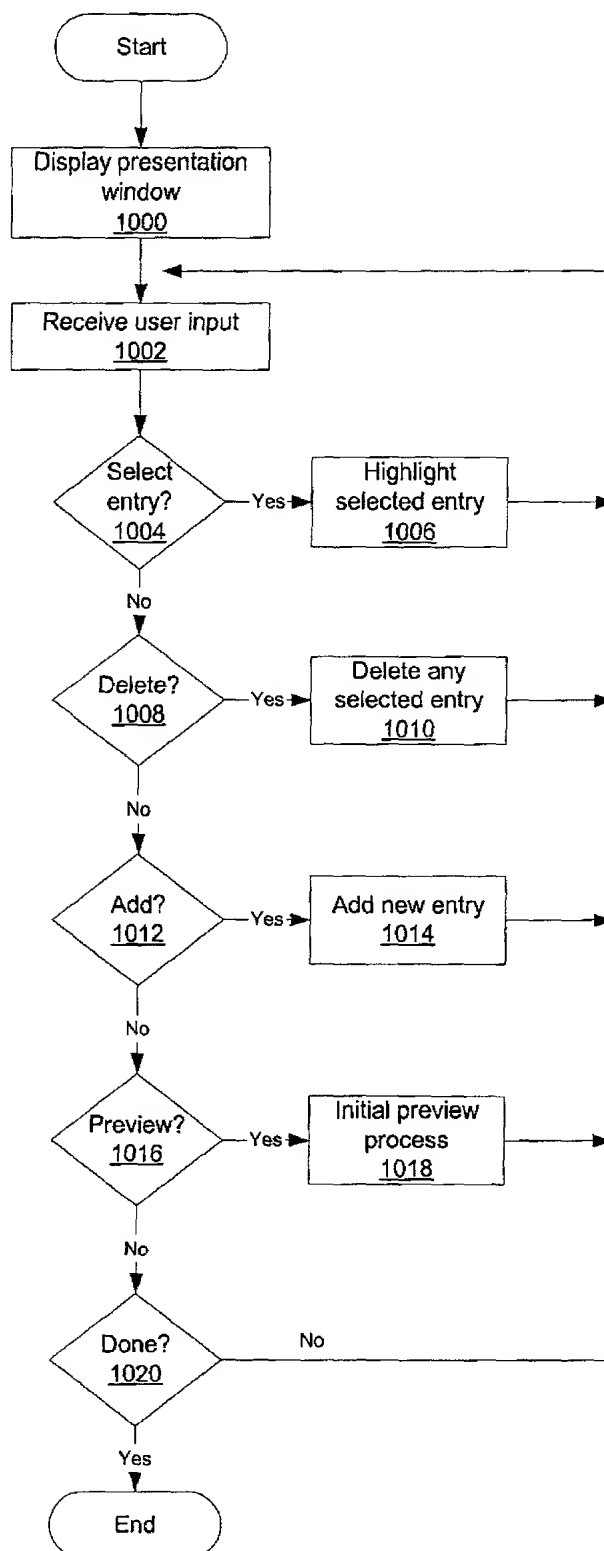 Start
Display presentation
window
1000
Receive user input
1002
Select
entry?
1004
Yes
Highlight
selected entry
1006
No
Delete?
1008
Yes
Delete any
selected entry
1010
No
Add?
1012
Yes
Add new entry
1014
No
Preview?
1016
Yes
Initial preview
process
1018
No
Done?
1020
No
Yes
End